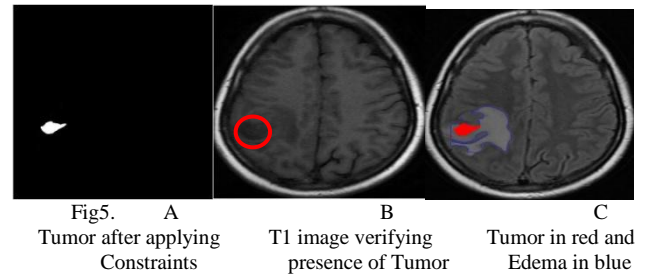 Fig5. A B C
Tumor after applying T1 image verifying Tumor in red and
Constraints presence of Tumor Edema in blue